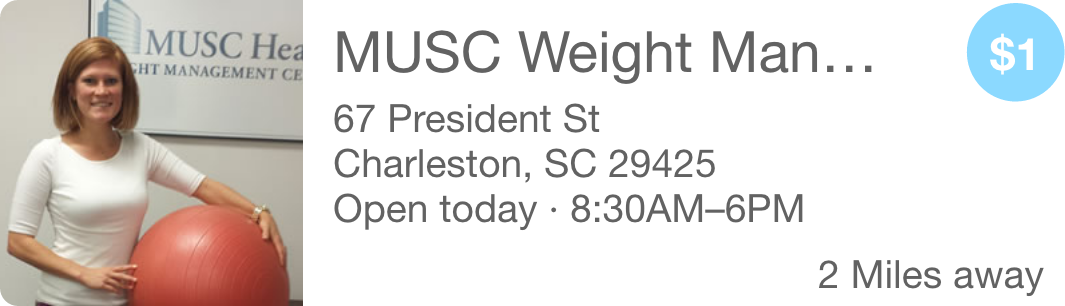 MUSC Hea
GHT MANAGEMENT CE
MUSC Weight Man...
$1
67 President St
Charleston, SC 29425
Open today · 8:30AM–6PM
2 Miles away